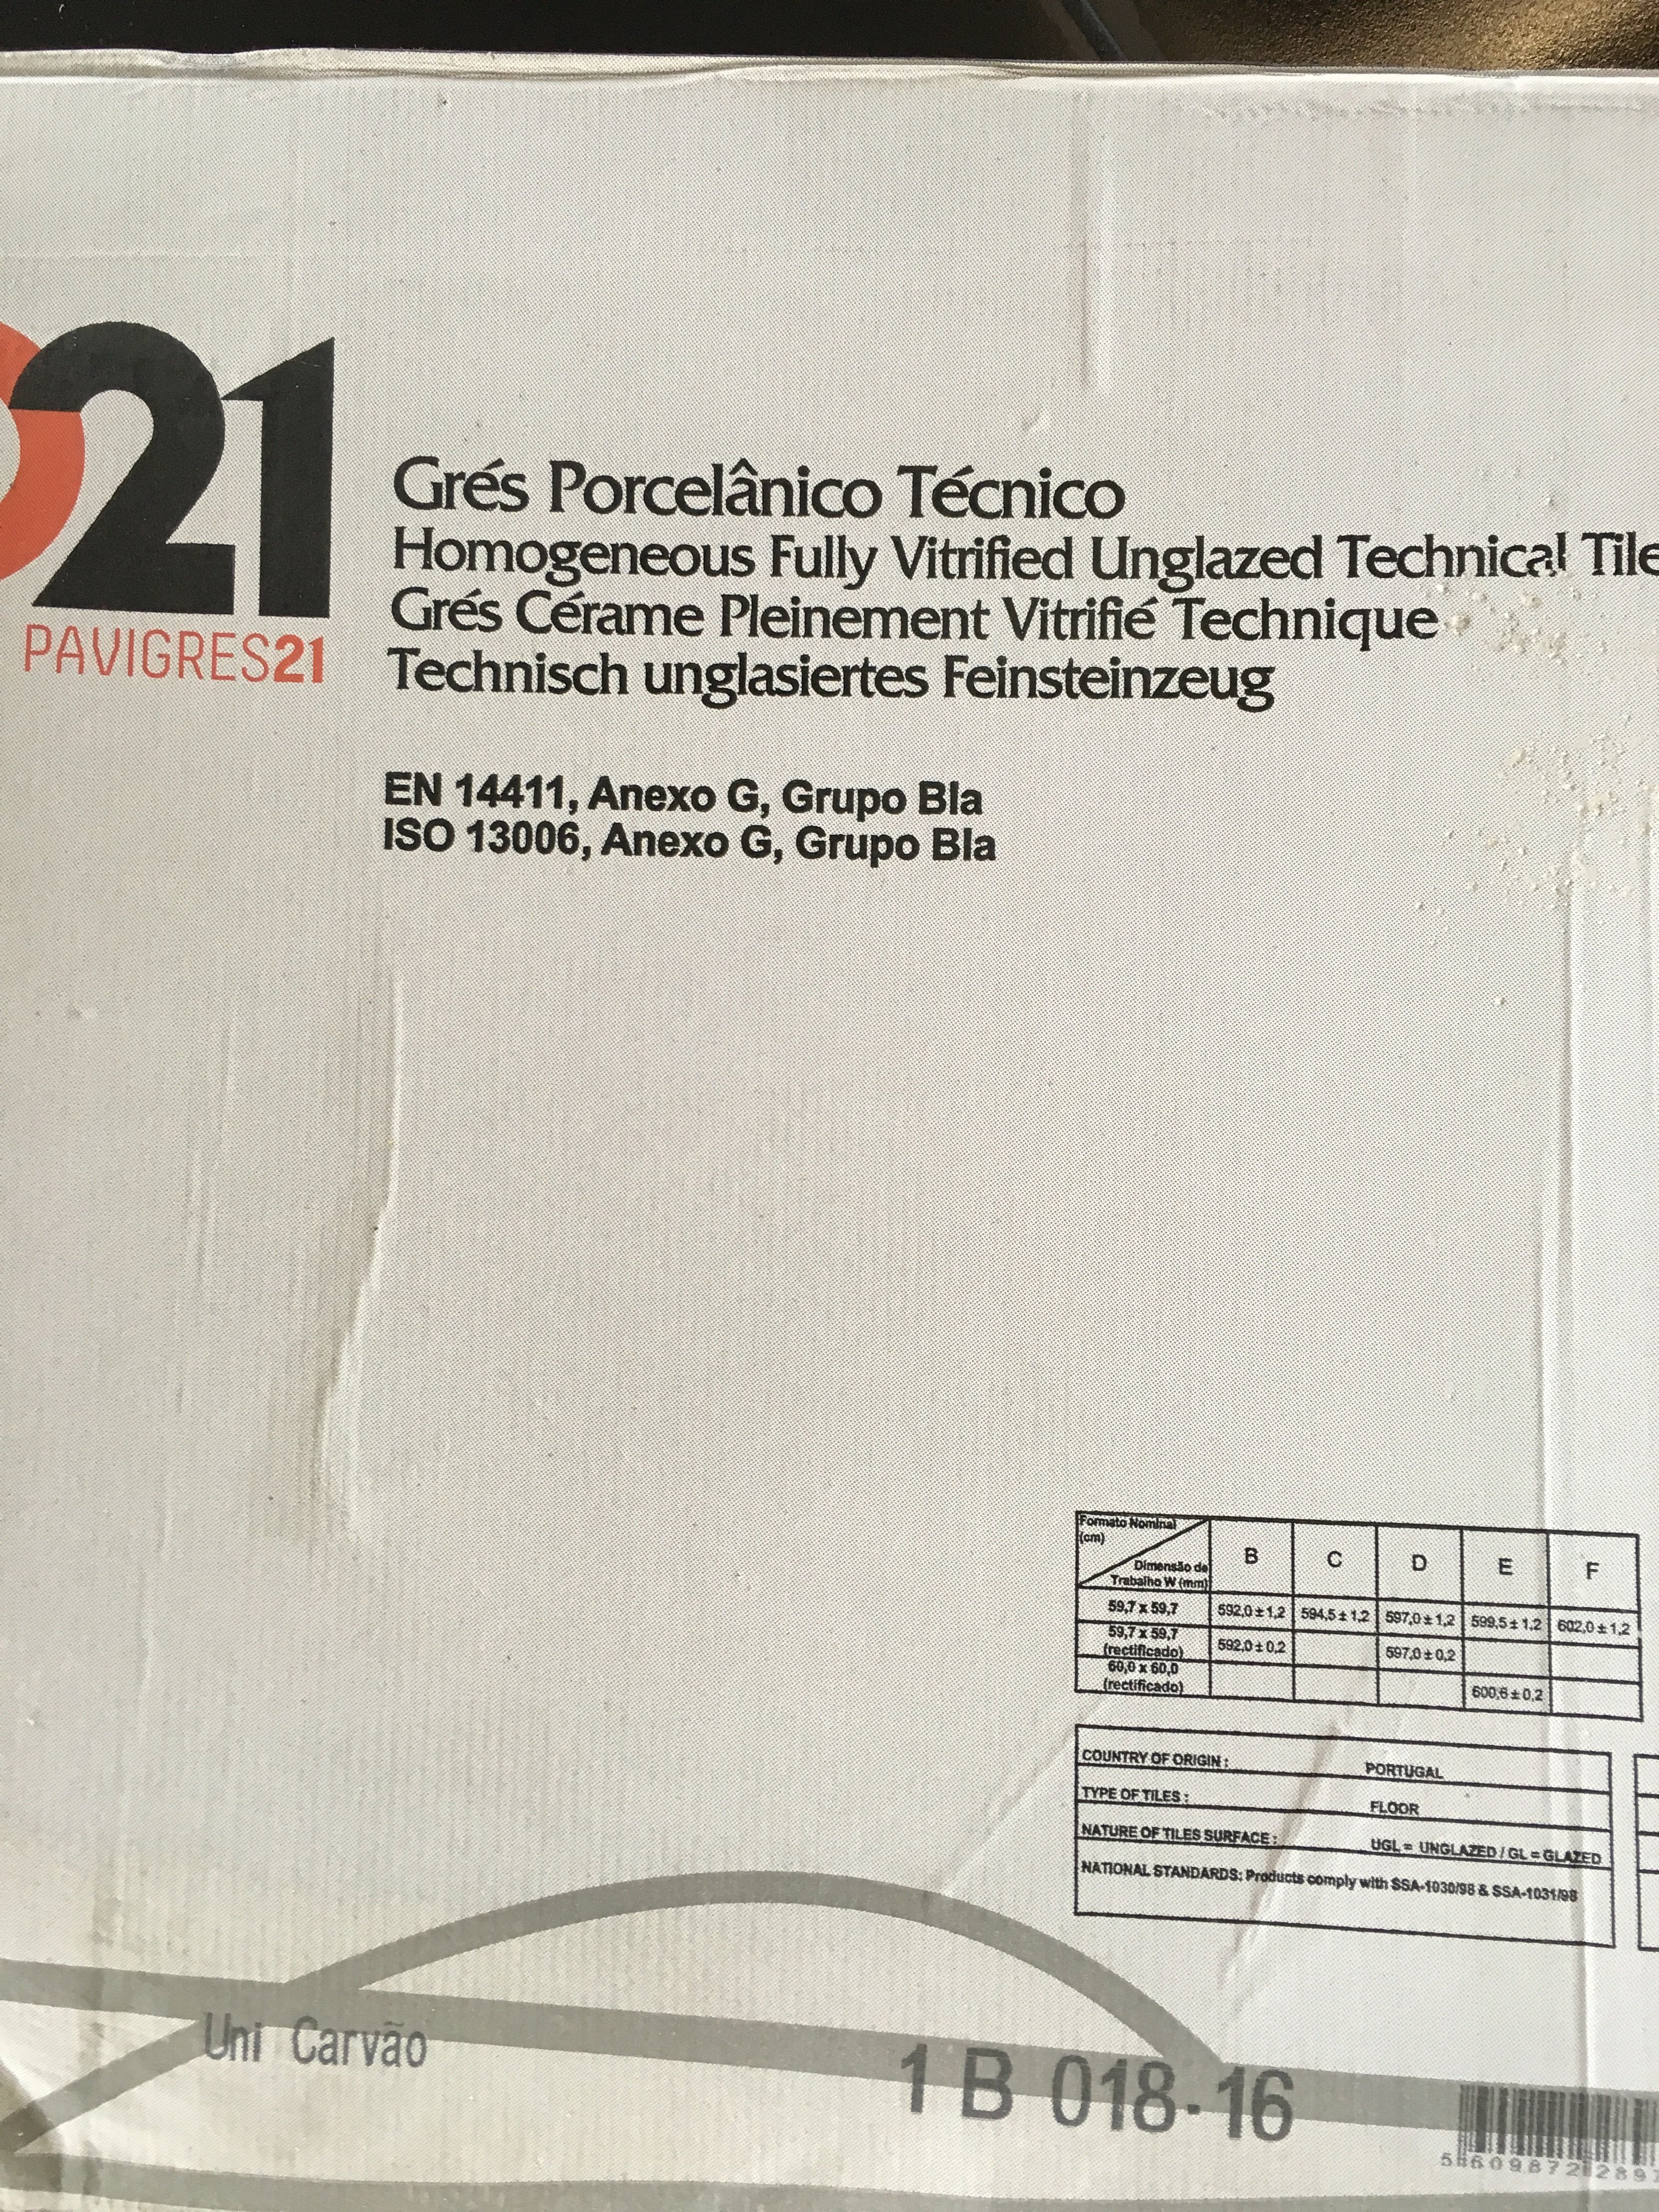 21
PAVIGRES21
Grés Porcelânico Técnico
Homogeneous Fully Vitrified Unglazed Technical Tile
Grés Cérame Pleinement Vitrifié Technique
Technisch unglasiertes Feinsteinzeug
EN 14411, Anexo G, Grupo Bla
ISO 13006, Anexo G, Grupo Bla
Formato Nominal
(cm)
Dimensão de
Trabalho W (mm)
B C D E F
59,7 x 59,7 592,0 ± 1,2 594,5 ± 1,2 597,0 ± 1,2 599,5 ± 1,2 602,0 ± 1,2
59,7 x 59,7
(rectificado) 592,0 ± 0,2 597,0 ± 0,2
60,0 x 60,0
(rectificado) 600,6 ± 0,2
COUNTRY OF ORIGIN : PORTUGAL
TYPE OF TILES : FLOOR
NATURE OF TILES SURFACE : UGL = UNGLAZED / GL = GLAZED
NATIONAL STANDARDS: Products comply with SSA-1030/98 & SSA-1031/98
Uni Carvão
1 B 018-16